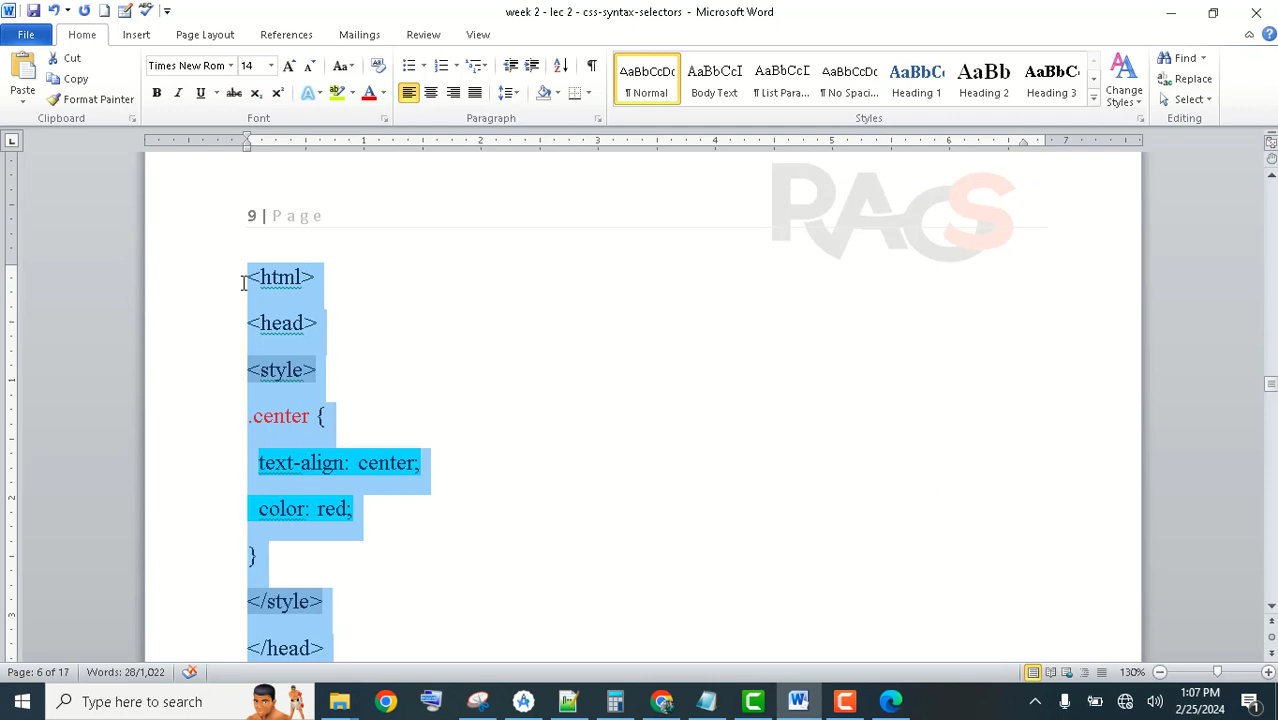 week 2 - lec 2 - css-syntax-selectors - Microsoft Word
File Home Insert Page Layout References Mailings Review View
Paste
Cut
Copy
Format Painter
Clipboard
Times New Rom 14
Font
Paragraph
AaBbCcDc ¶ Normal
AaBbCcI Body Text
AaBbCcI ¶ List Para...
AaBbCcDc ¶ No Spaci...
AaBbCc Heading 1
AaBb Heading 2
AaBbCc Heading 3
Change Styles
Styles
Find
Replace
Select
Editing
9 | Page
RACS
<html>
<head>
<style>
.center {
text-align: center;
color: red;
}
</style>
</head>
Page: 6 of 17 Words: 28/1,022 130%
Type here to search
1:07 PM
2/25/2024